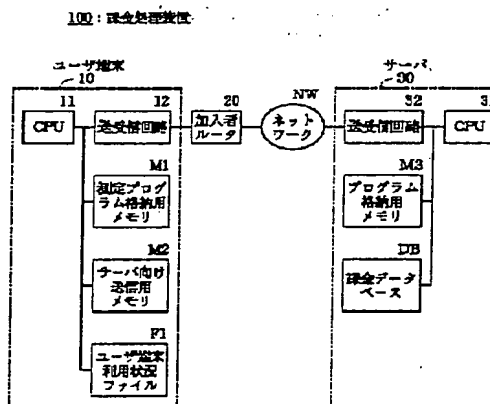 100：課金処理装置
ユーザ端末
10
サーバ、
30
11
12
20
NW
32
3
CPU
送受信回路
加入者
ルータ
ネット
ワーク
送受信回路
CPU
M1
測定プログ
ラム格納用
メモリ
M3
プログラム
格納用
メモリ
M2
サーバ向け
送信用
メモリ
DB
課金データ
ベース
F1
ユーザ端末
利用状況
ファイル